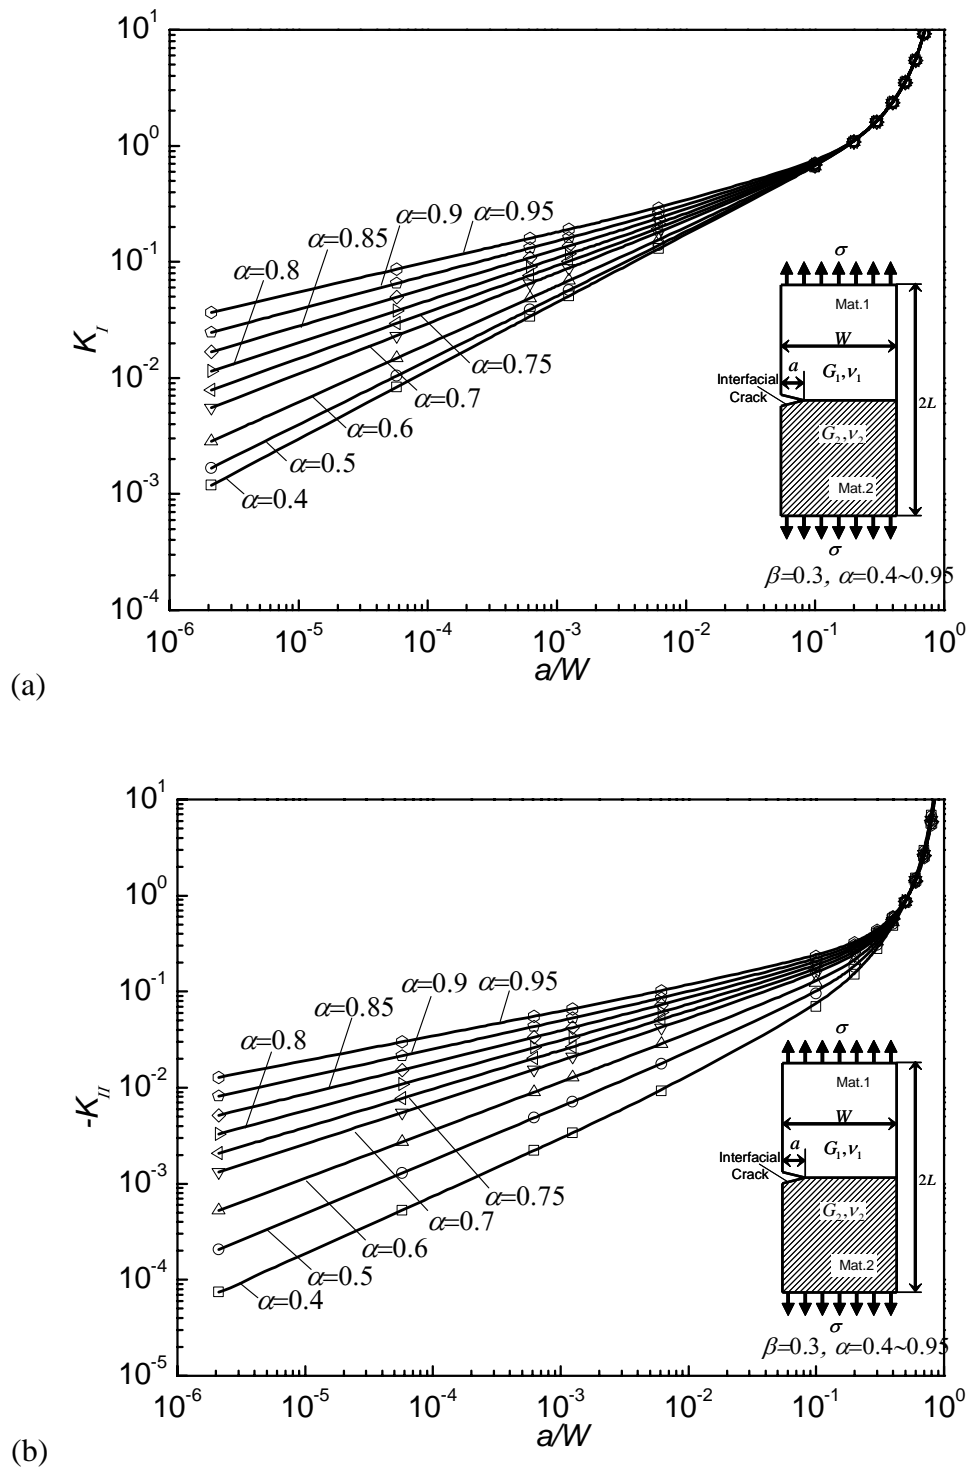 10^1
10^0
10^-1
10^-2
10^-3
10^-4
K_I
α=0.95
α=0.9
α=0.85
α=0.8
α=0.75
α=0.7
α=0.6
α=0.5
α=0.4
σ
Mat.1
W
a
G_1,ν_1
Interfacial
Crack
2L
G_2,ν_2
Mat.2
σ
β=0.3, α=0.4~0.95
10^-6 10^-5 10^-4 10^-3 10^-2 10^-1 10^0
a/W
(a)
10^1
10^0
10^-1
10^-2
10^-3
10^-4
10^-5
-K_II
α=0.95
α=0.9
α=0.85
α=0.8
α=0.75
α=0.7
α=0.6
α=0.5
α=0.4
σ
Mat.1
W
a
G_1,ν_1
Interfacial
Crack
2L
G_2,ν_2
Mat.2
σ
β=0.3, α=0.4~0.95
10^-6 10^-5 10^-4 10^-3 10^-2 10^-1 10^0
a/W
(b)